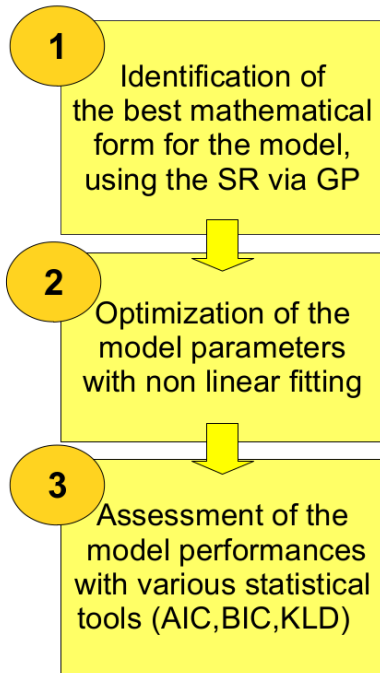 1
Identification of
the best mathematical
form for the model,
using the SR via GP
2
Optimization of the
model parameters
with non linear fitting
3
Assessment of the
model performances
with various statistical
tools (AIC,BIC,KLD)